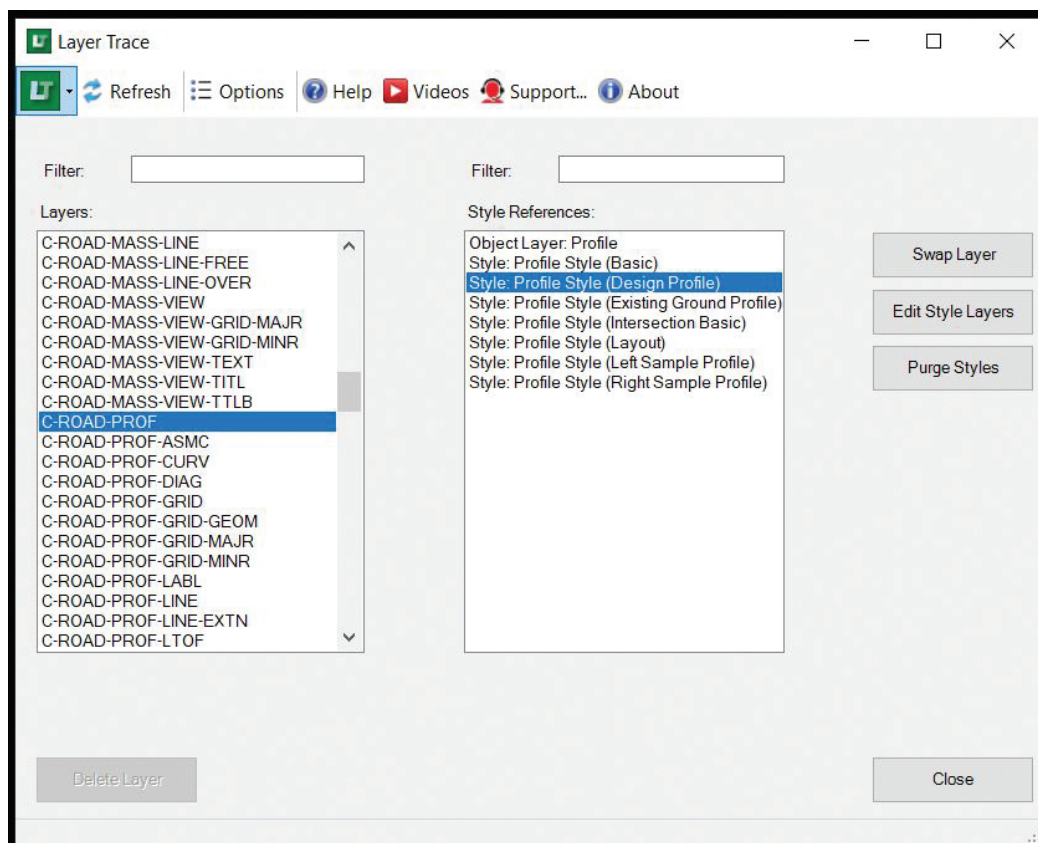 LT Layer Trace
LT Refresh Options Help Videos Support... About
Filter:
Layers:
C-ROAD-MASS-LINE
C-ROAD-MASS-LINE-FREE
C-ROAD-MASS-LINE-OVER
C-ROAD-MASS-VIEW
C-ROAD-MASS-VIEW-GRID-MAJR
C-ROAD-MASS-VIEW-GRID-MINR
C-ROAD-MASS-VIEW-TEXT
C-ROAD-MASS-VIEW-TITL
C-ROAD-MASS-VIEW-TTLB
C-ROAD-PROF
C-ROAD-PROF-ASMC
C-ROAD-PROF-CURV
C-ROAD-PROF-DIAG
C-ROAD-PROF-GRID
C-ROAD-PROF-GRID-GEOM
C-ROAD-PROF-GRID-MAJR
C-ROAD-PROF-GRID-MINR
C-ROAD-PROF-LABL
C-ROAD-PROF-LINE
C-ROAD-PROF-LINE-EXTN
C-ROAD-PROF-LTOF
Delete Layer
Filter:
Style References:
Object Layer: Profile
Style: Profile Style (Basic)
Style: Profile Style (Design Profile)
Style: Profile Style (Existing Ground Profile)
Style: Profile Style (Intersection Basic)
Style: Profile Style (Layout)
Style: Profile Style (Left Sample Profile)
Style: Profile Style (Right Sample Profile)
Swap Layer
Edit Style Layers
Purge Styles
Close